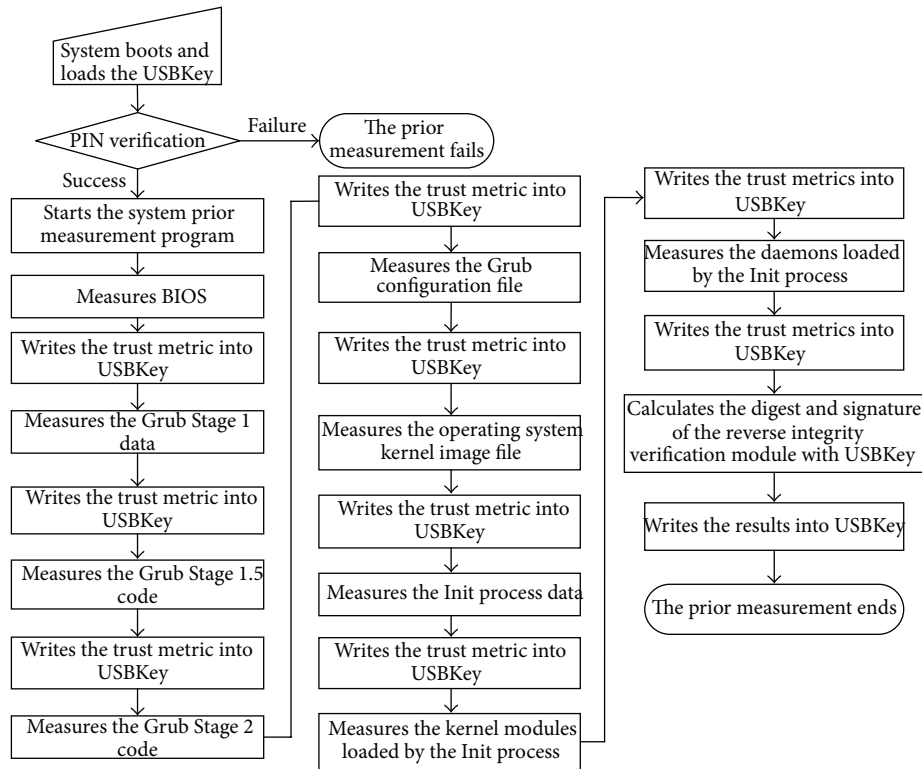 System boots and
loads the USBKey
PIN verification
Failure
The prior
measurement fails
Success
Starts the system prior
measurement program
Measures BIOS
Writes the trust metric into
USBKey
Measures the Grub Stage 1
data
Writes the trust metric into
USBKey
Measures the Grub Stage 1.5
code
Writes the trust metric into
USBKey
Measures the Grub Stage 2
code
Writes the trust metric into
USBKey
Measures the Grub
configuration file
Writes the trust metric into
USBKey
Measures the operating system
kernel image file
Writes the trust metric into
USBKey
Measures the Init process data
Writes the trust metric into
USBKey
Measures the kernel modules
loaded by the Init process
Writes the trust metrics into
USBKey
Measures the daemons loaded
by the Init process
Writes the trust metrics into
USBKey
Calculates the digest and signature
of the reverse integrity
verification module with USBKey
Writes the results into USBKey
The prior measurement ends